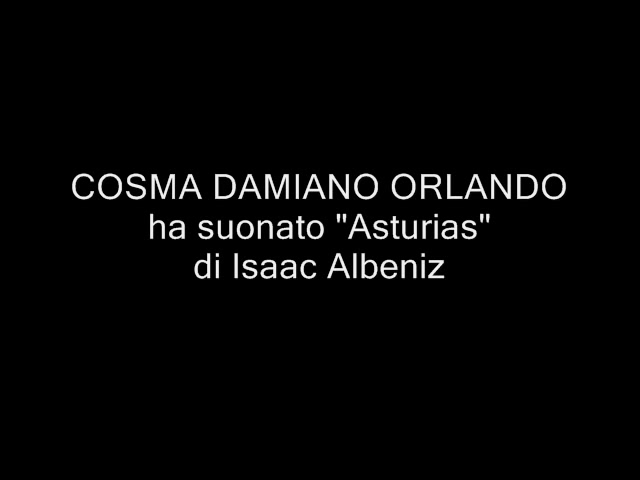 COSMA DAMIANO ORLANDO
ha suonato "Asturias"
di Isaac Albeniz